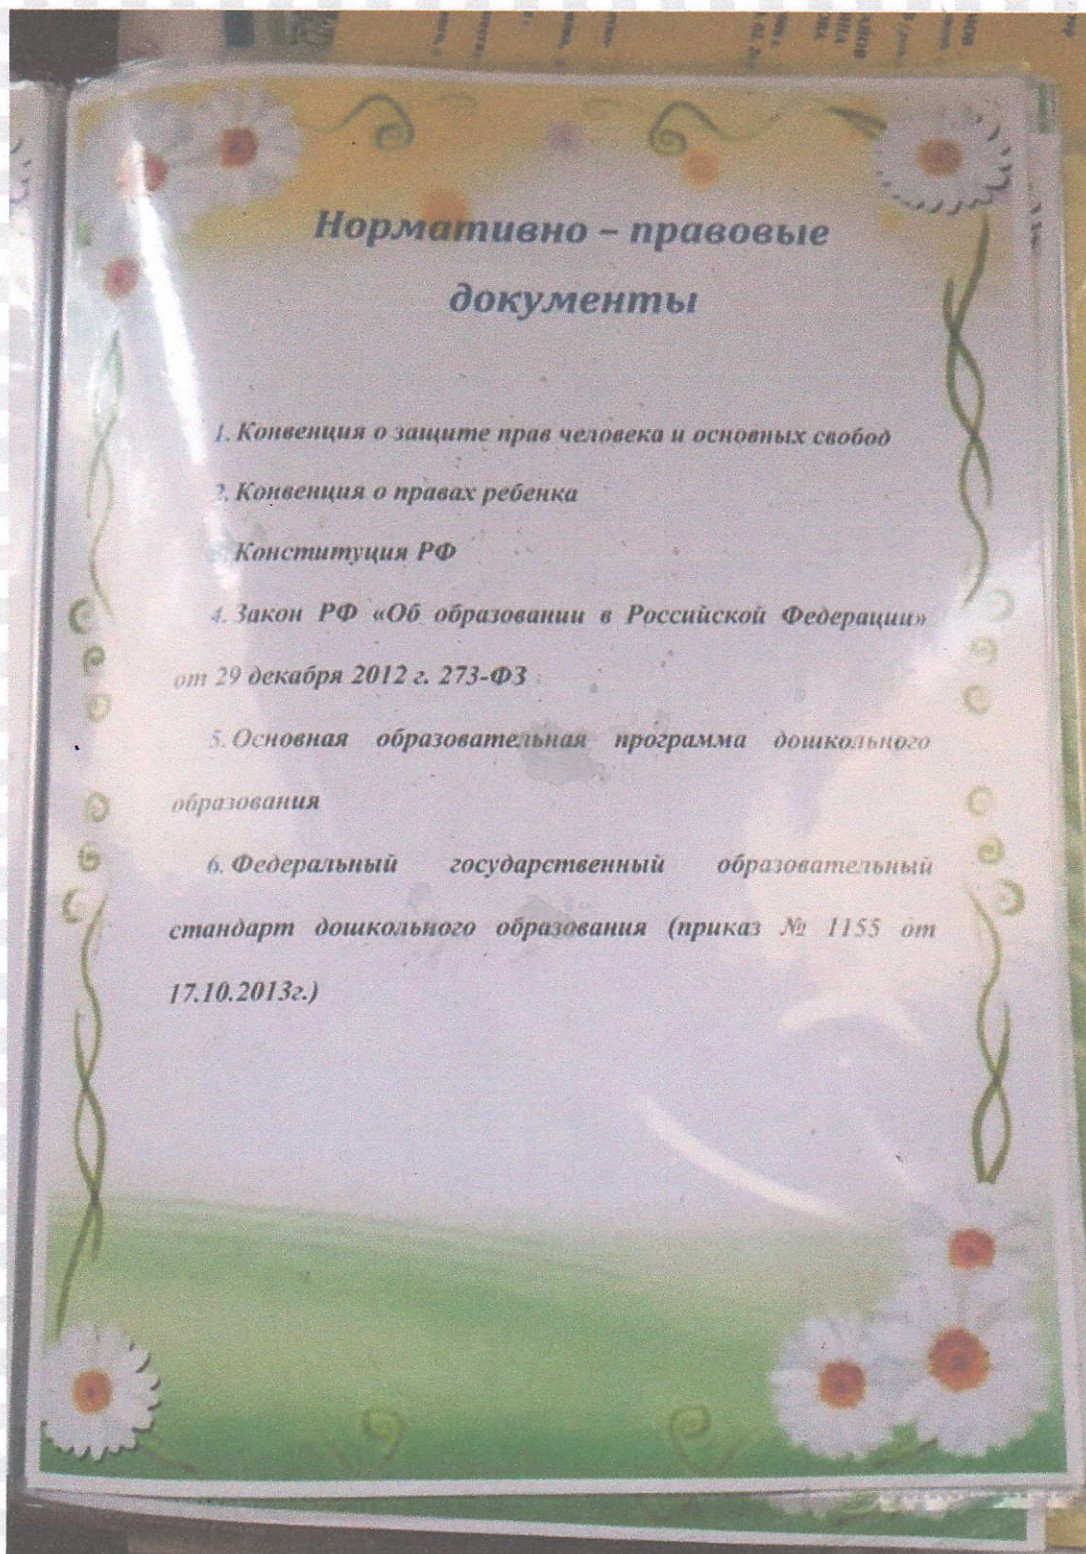 Нормативно – правовые
документы
1. Конвенция о защите прав человека и основных свобод
2. Конвенция о правах ребенка
Конституция РФ
4. Закон РФ «Об образовании в Российской Федерации»
от 29 декабря 2012 г. 273-ФЗ
5. Основная образовательная программа дошкольного
образования
6. Федеральный государственный образовательный
стандарт дошкольного образования (приказ № 1155 от
17.10.2013г.)